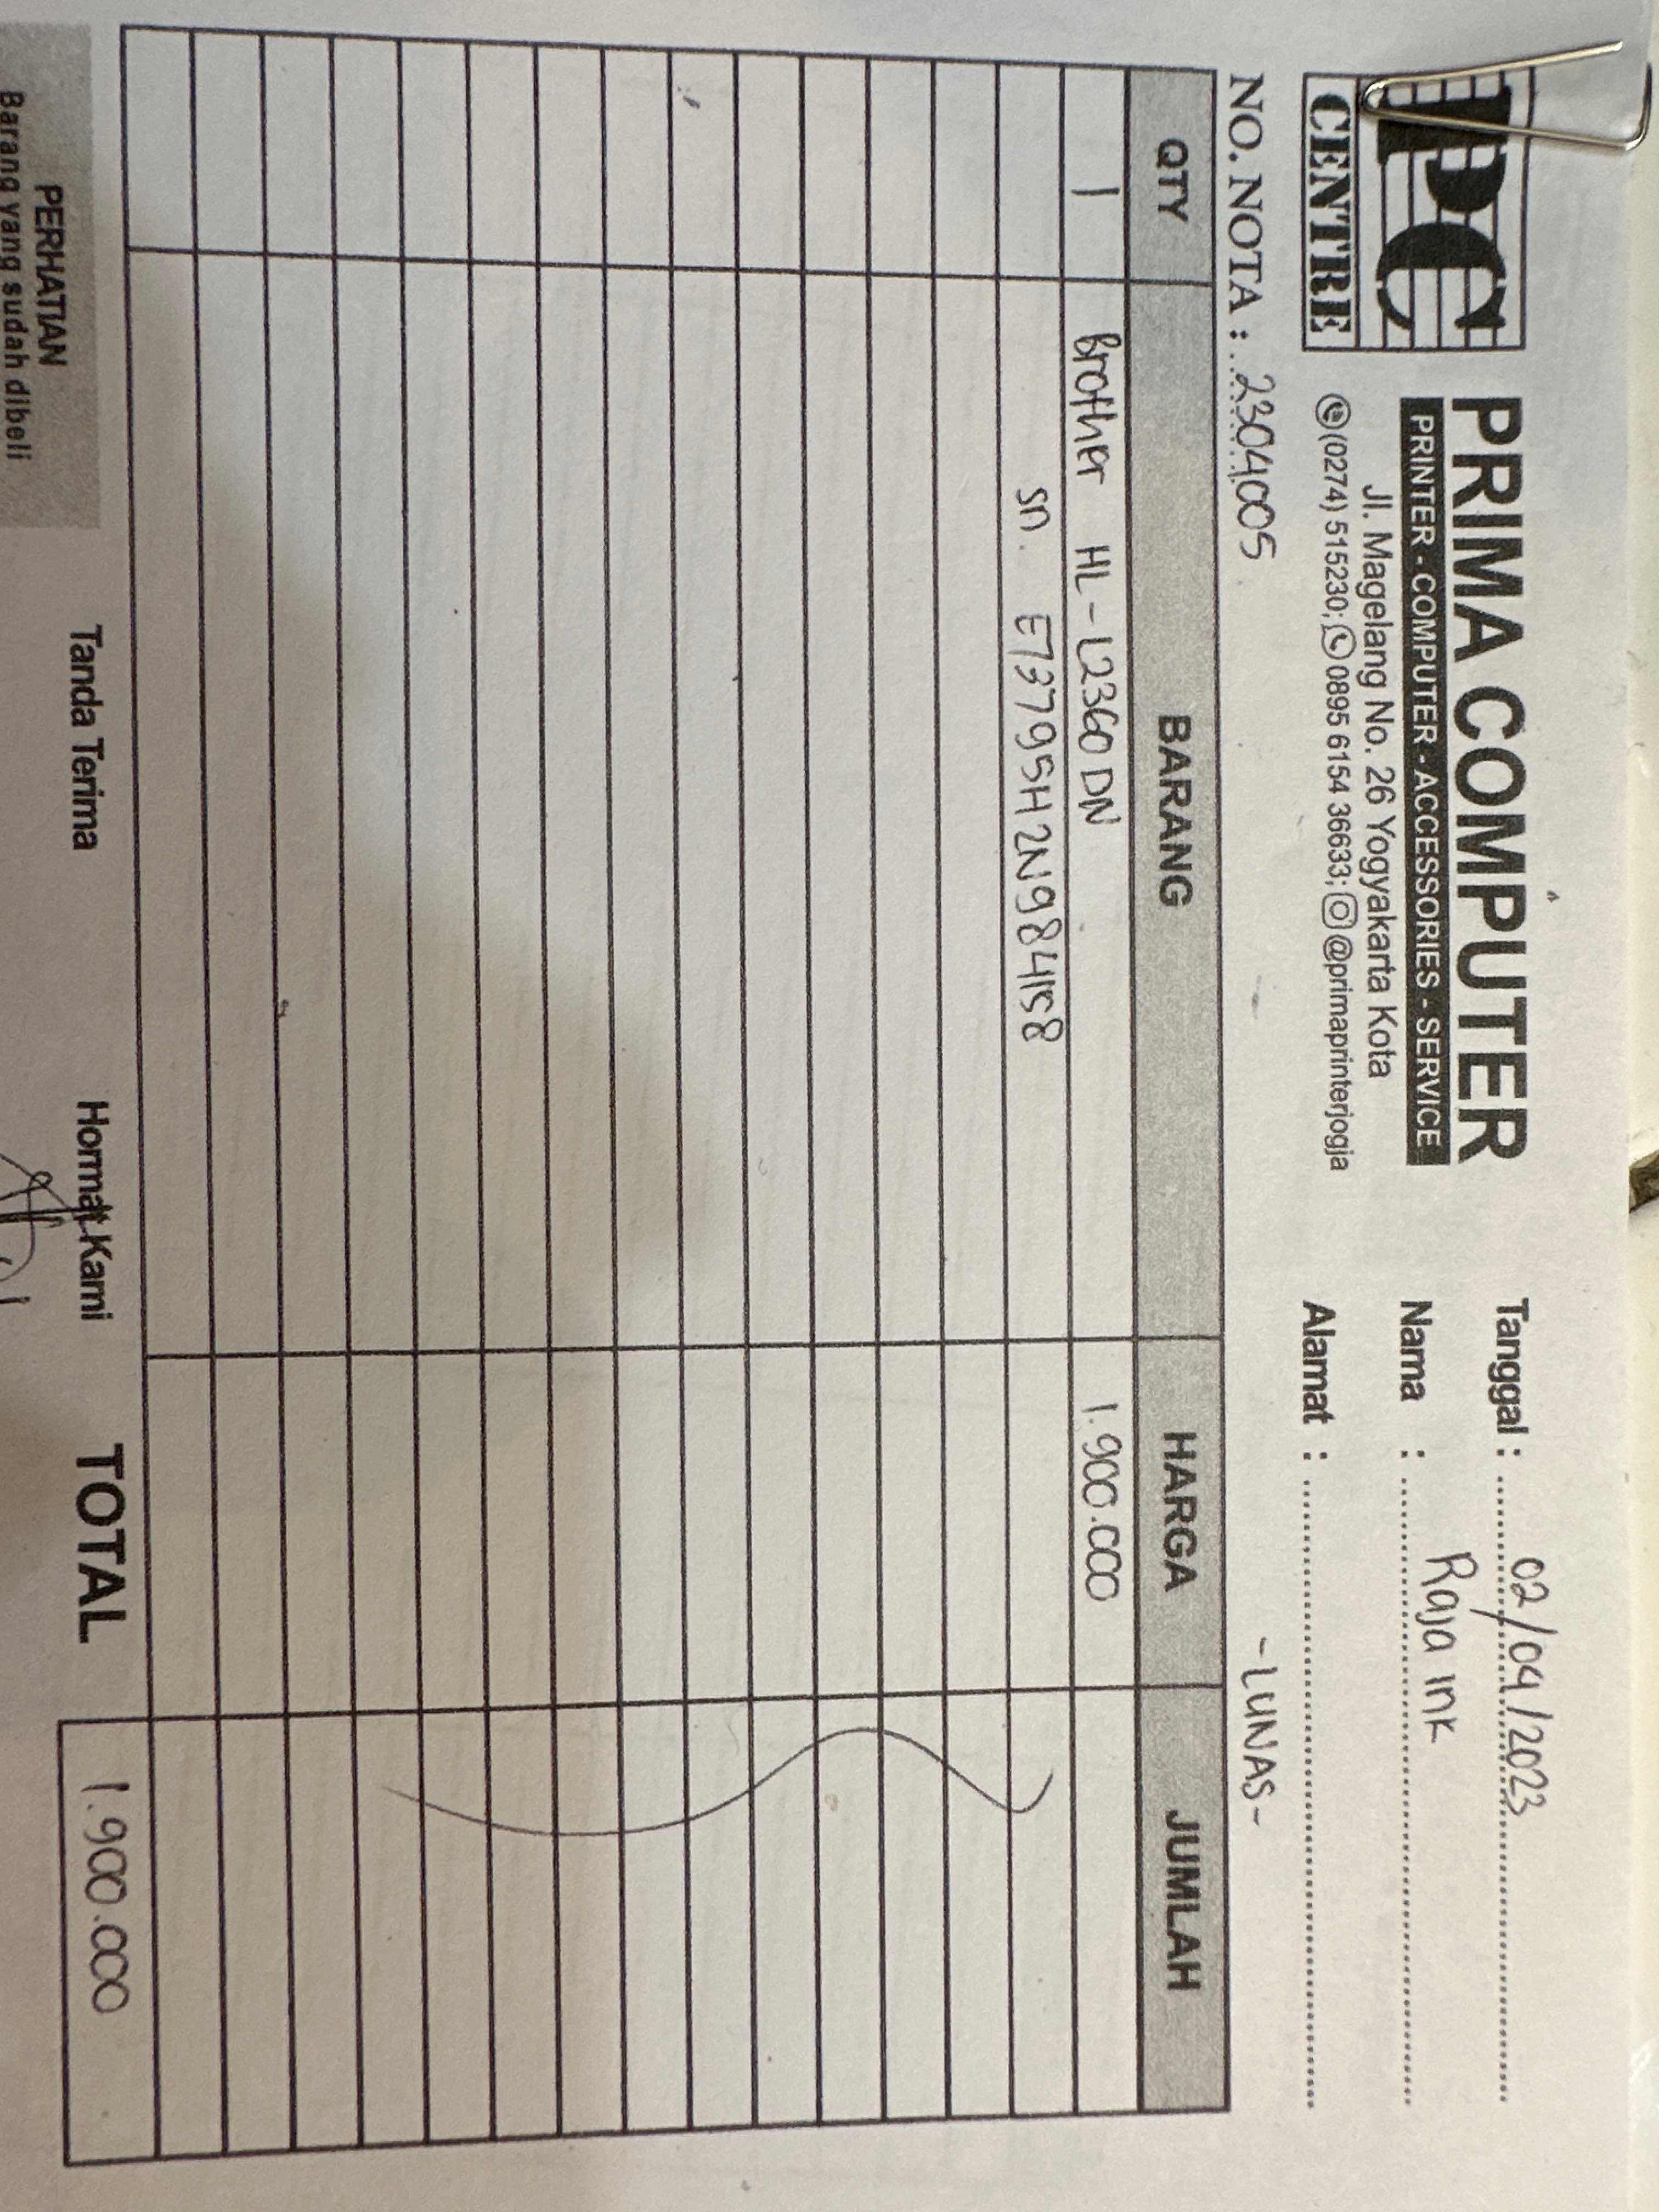 PC
CENTRE
PRIMA COMPUTER
PRINTER - COMPUTER - ACCESSORIES - SERVICE
Jl. Magelang No. 26 Yogyakarta Kota
(0274) 515230; 0895 6154 36633; @primaprinterjogja
Tanggal : 02/04/2023
Nama : Raja Ink
Alamat :
NO. NOTA : 2304005
- LUNAS -
QTY BARANG HARGA JUMLAH
1 Brother HL-L2360DN 1.900.000
SN. E73795H2N984158
PERHATIAN
Barang yang sudah dibeli
Tanda Terima
Hormat Kami
TOTAL 1.900.000